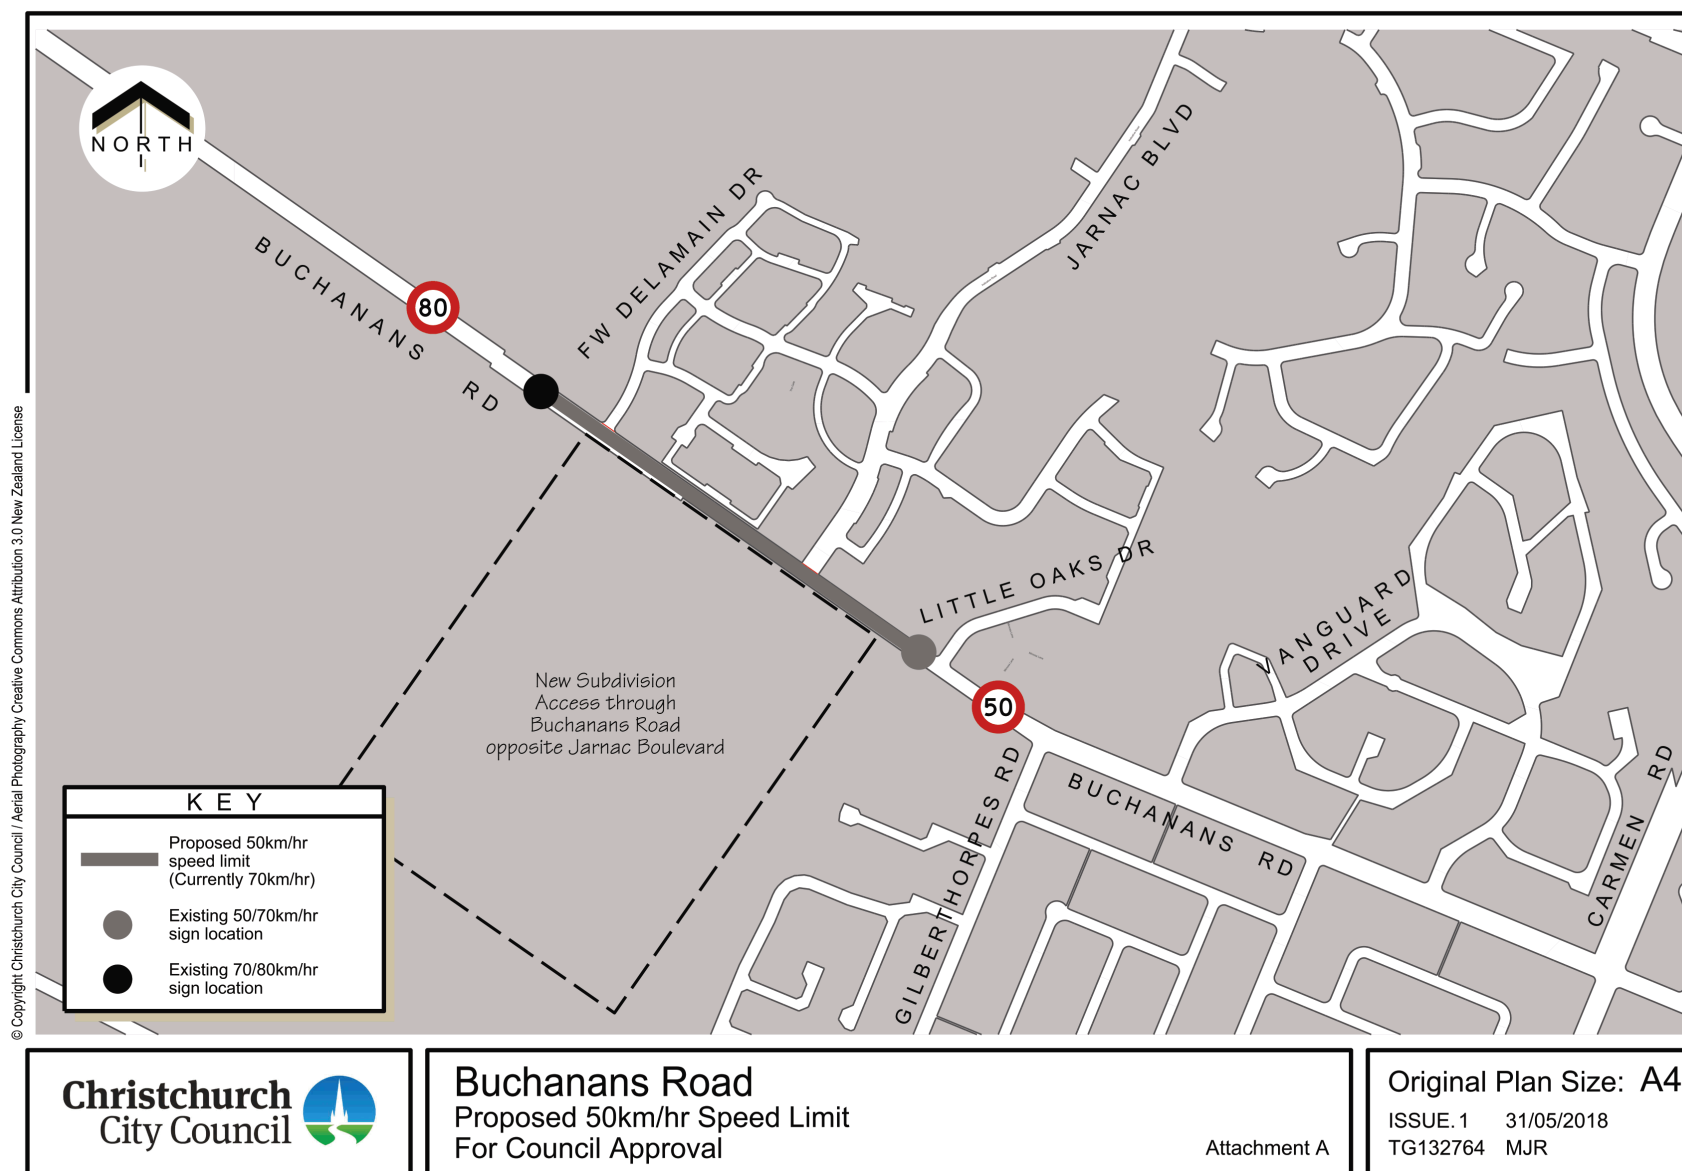 NORTH
BUCHANANS RD
80
FW DELAMAIN DR
JARNAC BLVD
LITTLE OAKS DR
VANGUARD
DRIVE
50
New Subdivision
Access through
Buchanans Road
opposite Jarnac Boulevard
GILBERTHORPES RD
BUCHANANS RD
CARMEN RD
KEY
Proposed 50km/hr
speed limit
(Currently 70km/hr)
Existing 50/70km/hr
sign location
Existing 70/80km/hr
sign location
© Copyright Christchurch City Council / Aerial Photography Creative Commons Attribution 3.0 New Zealand License
Christchurch
City Council
Buchanans Road
Proposed 50km/hr Speed Limit
For Council Approval
Attachment A
Original Plan Size: A4
ISSUE. 1 31/05/2018
TG132764 MJR